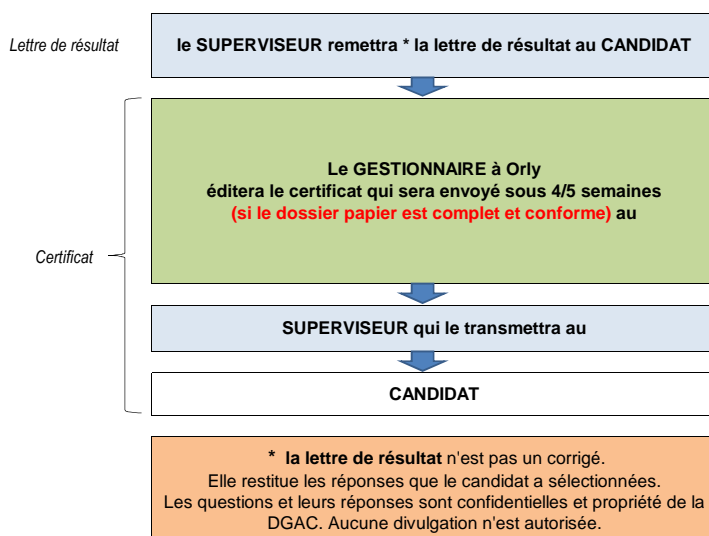 Lettre de résultat
le SUPERVISEUR remettra * la lettre de résultat au CANDIDAT
Le GESTIONNAIRE à Orly
éditera le certificat qui sera envoyé sous 4/5 semaines
(si le dossier papier est complet et conforme) au
Certificat
SUPERVISEUR qui le transmettra au
CANDIDAT
* la lettre de résultat n'est pas un corrigé.
Elle restitue les réponses que le candidat a sélectionnées.
Les questions et leurs réponses sont confidentielles et propriété de la
DGAC. Aucune divulgation n'est autorisée.